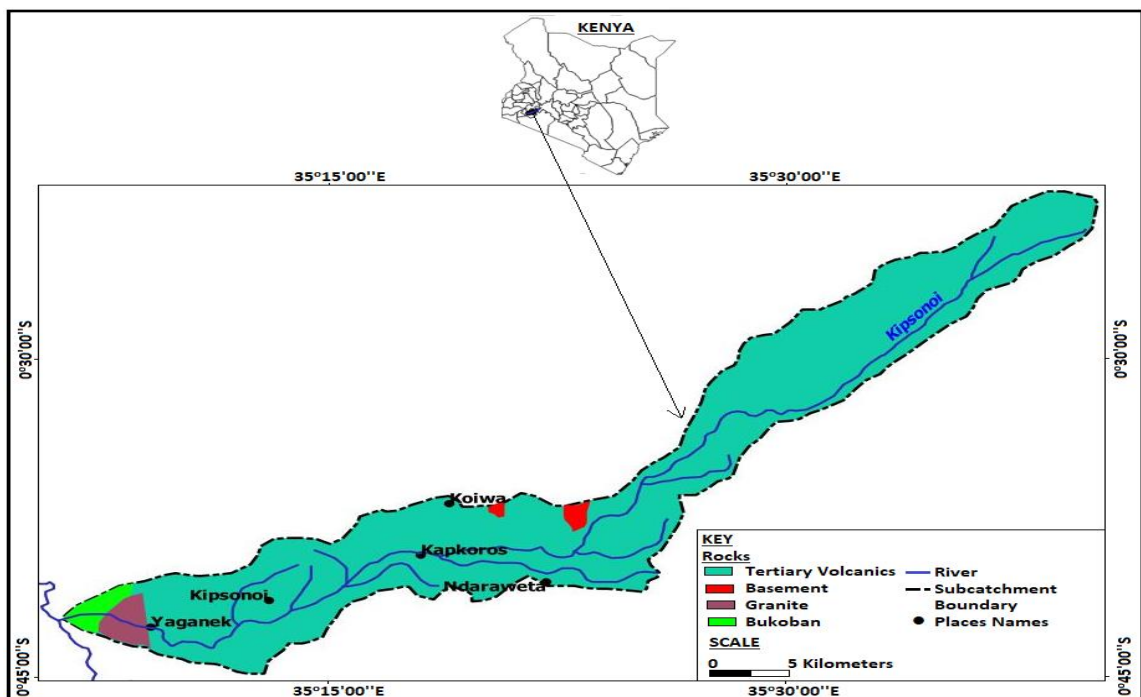 KENYA
35°15'00''E
35°30'00''E
0°30'00''S
0°30'00''S
Kipsonoi
Koiwa
Kapkoros
Ndaraweta
Kipsonoi
Yaganek
KEY
Rocks
Tertiary Volcanics
Basement
Granite
Bukoban
River
Subcatchment
Boundary
Places Names
SCALE
0 5 Kilometers
0°45'00''S
0°45'00''S
35°15'00''E
35°30'00''E